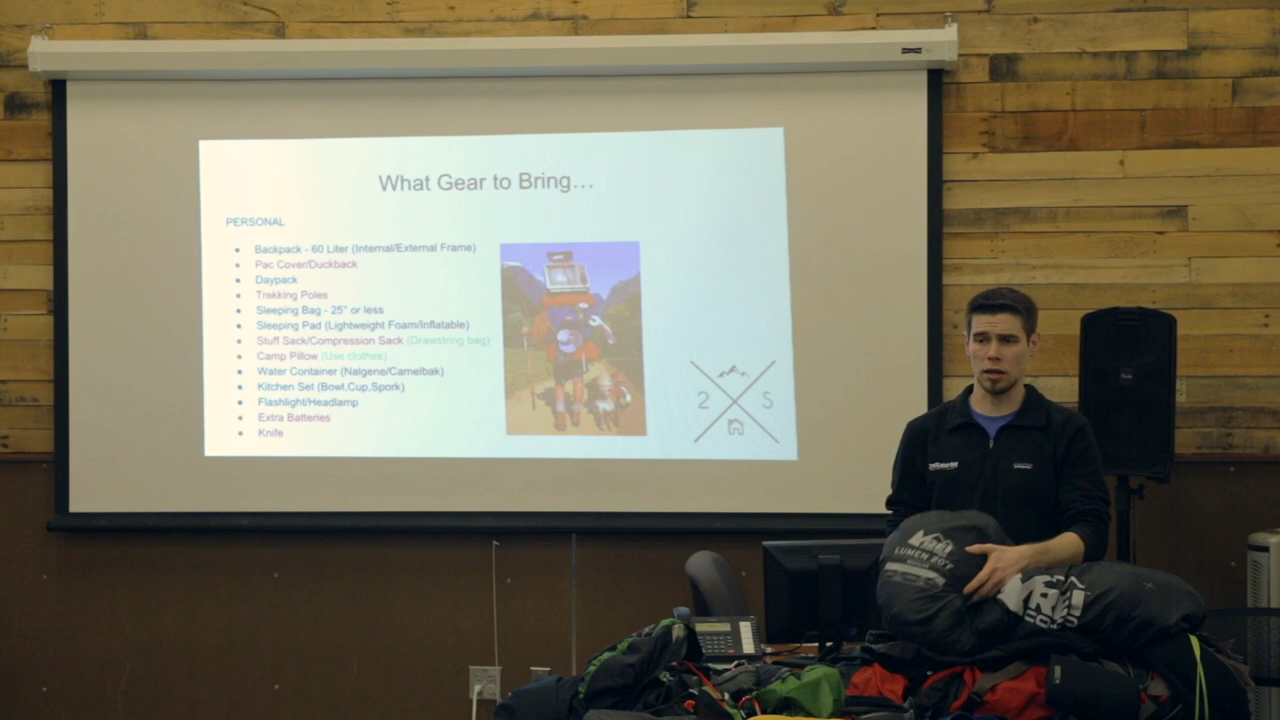 What Gear to Bring...
PERSONAL
Backpack - 60 Liter (Internal/External Frame)
Pac Cover/Duckback
Daypack
Trekking Poles
Sleeping Bag - 25° or less
Sleeping Pad (Lightweight Foam/Inflatable)
Stuff Sack/Compression Sack (Drawstring bag)
Camp Pillow (Use clothes)
Water Container (Nalgene/Camelbak)
Kitchen Set (Bowl,Cup,Spork)
Flashlight/Headlamp
Extra Batteries
Knife
2 S
REI
LUMEN 20°F
REI